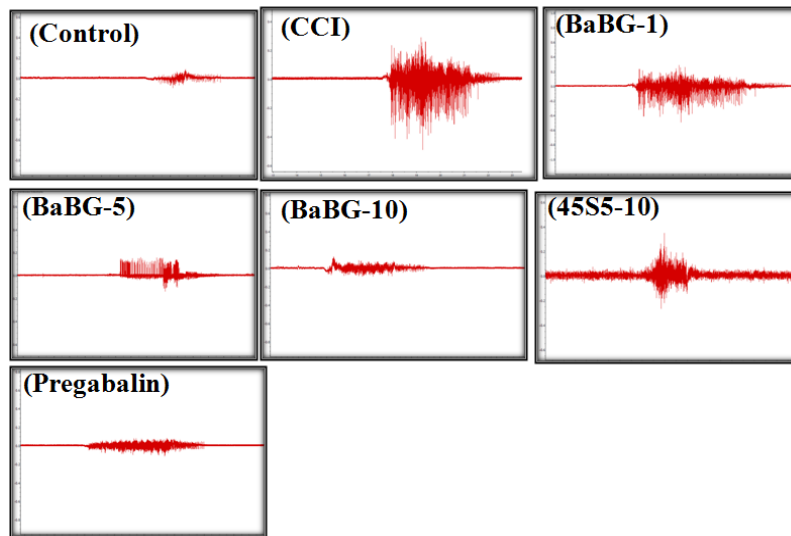 (Control)
(CCI)
(BaBG-1)
(BaBG-5)
(BaBG-10)
(45S5-10)
(Pregabalin)